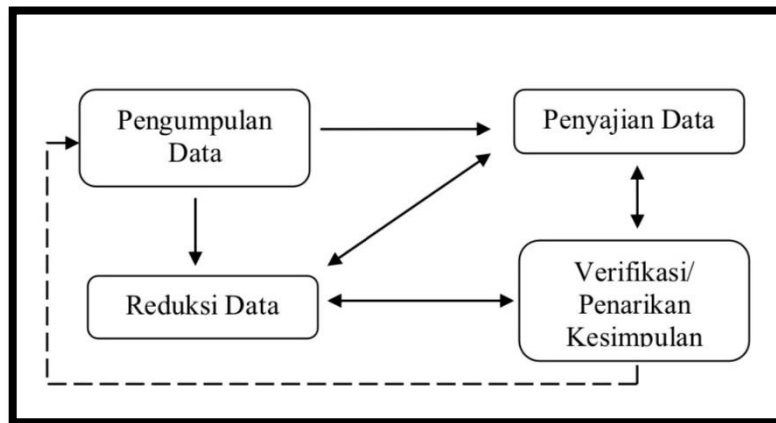 Pengumpulan
Data
Penyajian Data
Reduksi Data
Verifikasi/
Penarikan
Kesimpulan